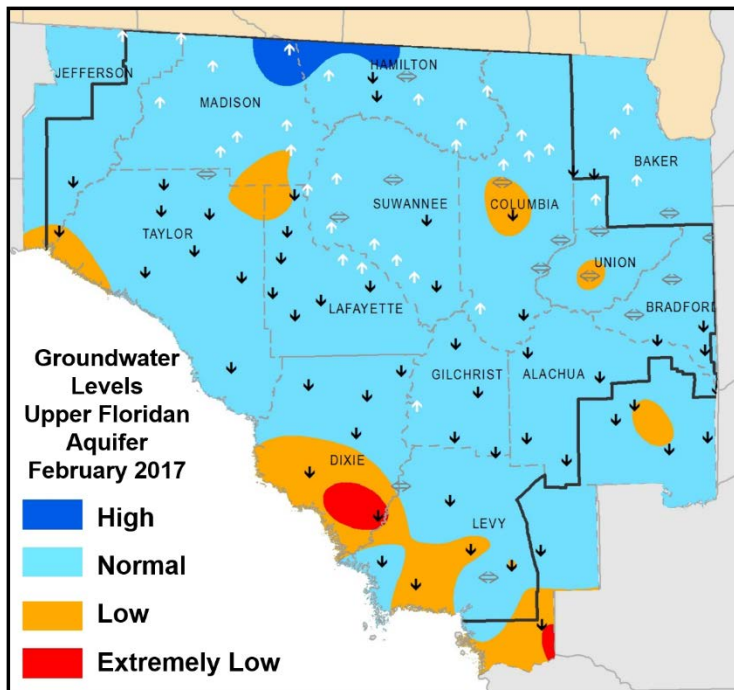 JEFFERSON
HAMILTON
MADISON
BAKER
SUWANNEE
COLUMBIA
TAYLOR
UNION
LAFAYETTE
BRADFORD
GILCHRIST
ALACHUA
DIXIE
LEVY
Groundwater
Levels
Upper Floridan
Aquifer
February 2017
High
Normal
Low
Extremely Low